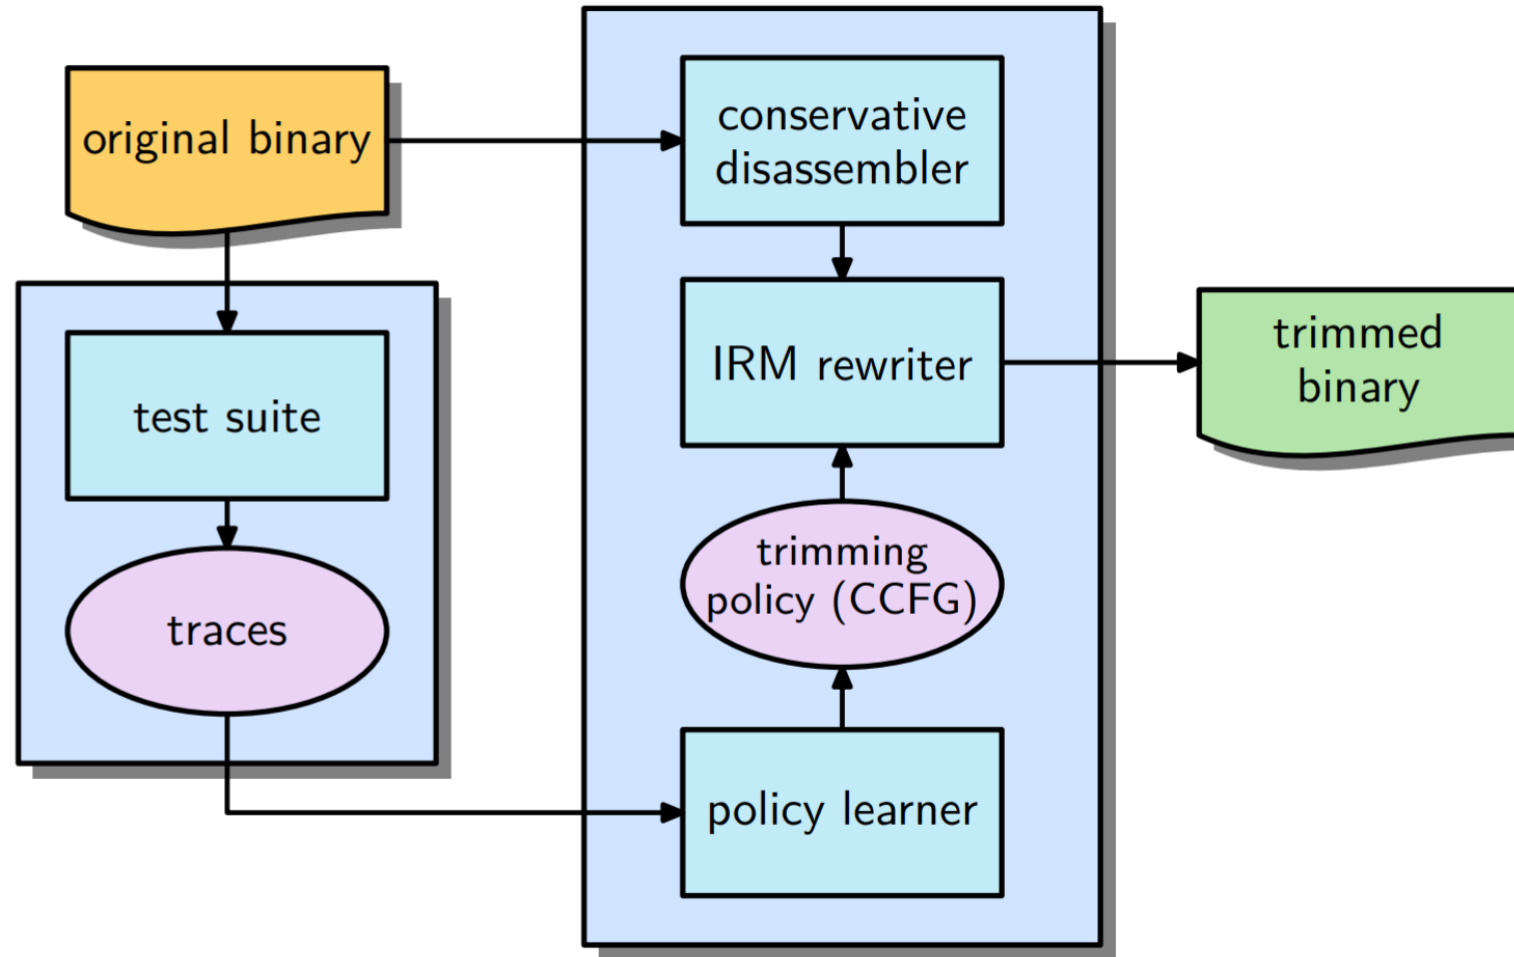 original binary
conservative
disassembler
test suite
IRM rewriter
trimmed
binary
traces
trimming
policy (CCFG)
policy learner